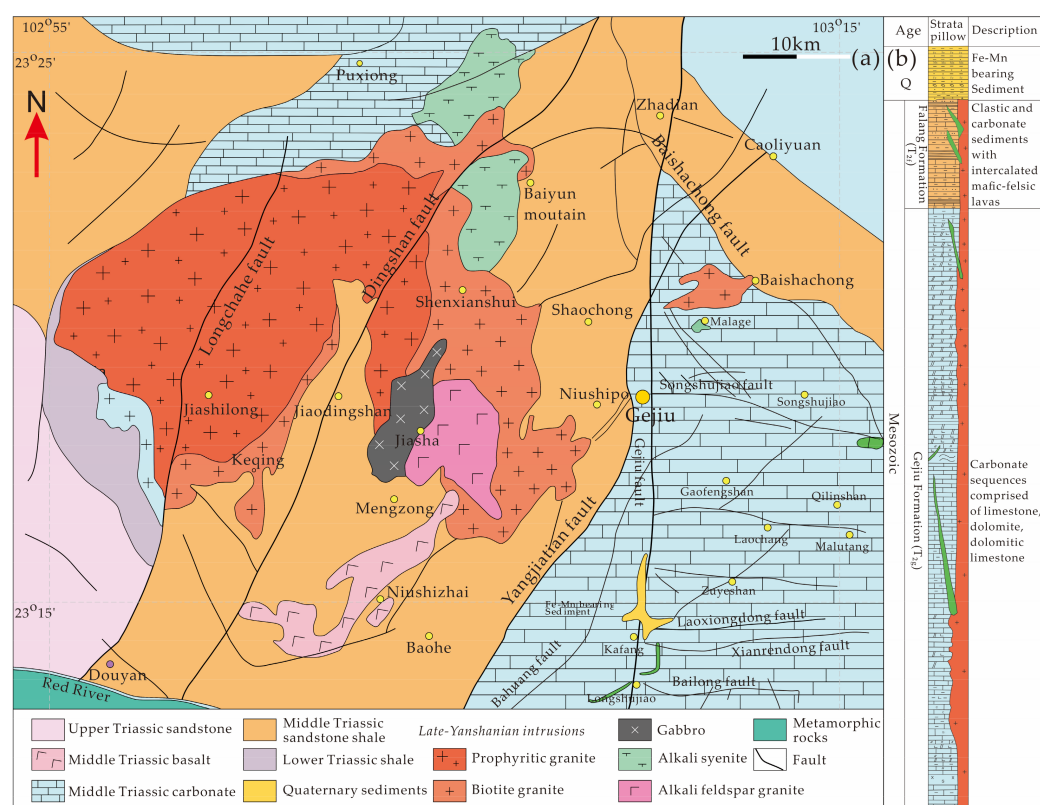 102°55'
103°15'
23°25'
10km
(a)
(b)
N
Puxiong
Zhadian
Caoliyuan
Baishachong fault
Baiyun
moutain
Dingshan fault
Longchahe fault
Shenxianshui
Baishachong
Shaochong
Malage
Songshujiao fault
Songshujiao
Niushipo
Gejiu
Jiashilong
Jiaodingshan
Jiasha
Keqing
Gejiu fault
Mengzong
Gaofengshan
Qilinshan
Laochang
Malutang
Yangjiatian fault
Zuyeshan
Niushizhai
23°15'
Fe-Mn bearing
Sediment
Laoxiongdong fault
Baohe
Kafang
Xianrendong fault
Bahuang fault
Douyan
Red River
Bailong fault
Longshujiao
Upper Triassic sandstone
Middle Triassic
sandstone shale
Late-Yanshanian intrusions
Gabbro
Metamorphic
rocks
Middle Triassic basalt
Lower Triassic shale
Prophyritic granite
Alkali syenite
Fault
Middle Triassic carbonate
Quaternary sediments
Biotite granite
Alkali feldspar granite
Age
Strata
pillow
Description
Q
Fe-Mn
bearing
Sediment
Mesozoic
Falang Formation
(T2f)
Clastic and
carbonate
sediments
with
intercalated
mafic-felsic
lavas
Gejiu Formation (T2g)
Carbonate
sequences
comprised
of limestone,
dolomite,
dolomitic
limestone